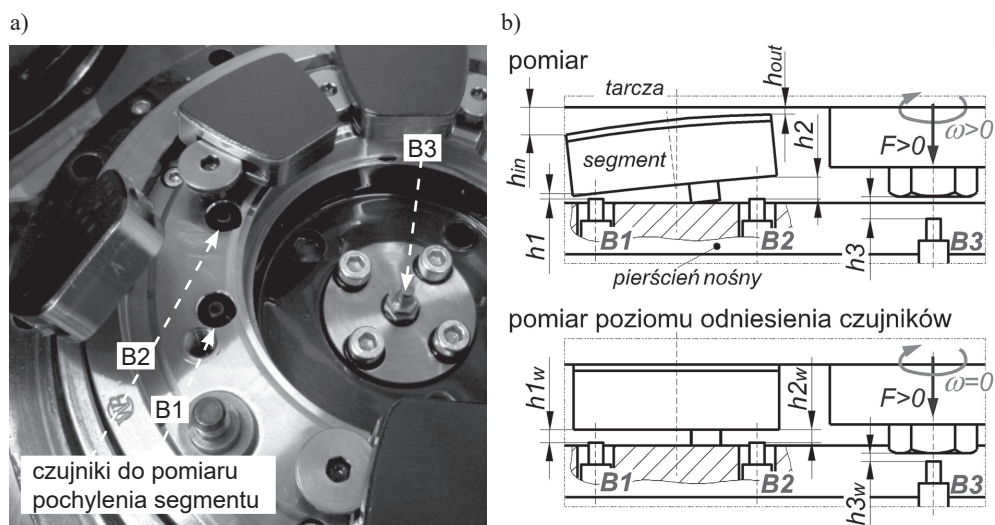 a)
B3
B2
B1
czujniki do pomiaru
pochylenia segmentu
A
b)
pomiar
tarcza
hout
ω>0
F>0
h2
hin
segment
h1
B1
B2
h3
B3
pierścień nośny
pomiar poziomu odniesienia czujników
h1w
h2w
ω=0
F>0
B1
B2
h3w
B3